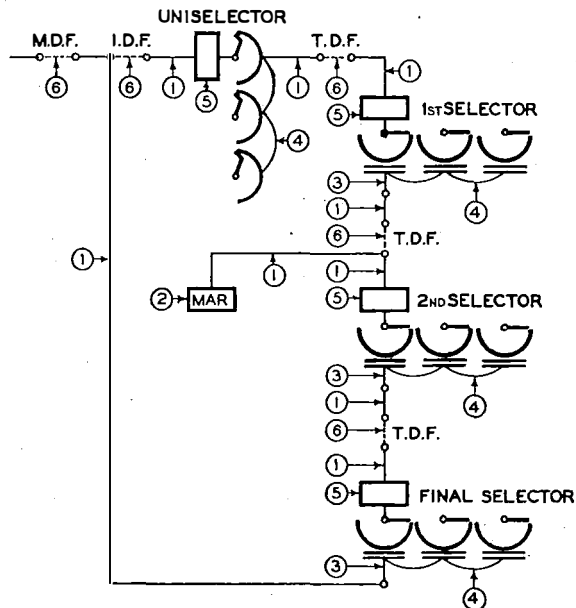 UNISELECTOR
M.D.F. I.D.F. T.D.F.
1
6 6 1 5 1 6
5 1ST SELECTOR
4
3 4
1
6 T.D.F.
1 1 1
2 MAR 5 2ND SELECTOR
3 4
1
6 T.D.F.
1
5 FINAL SELECTOR
3 4